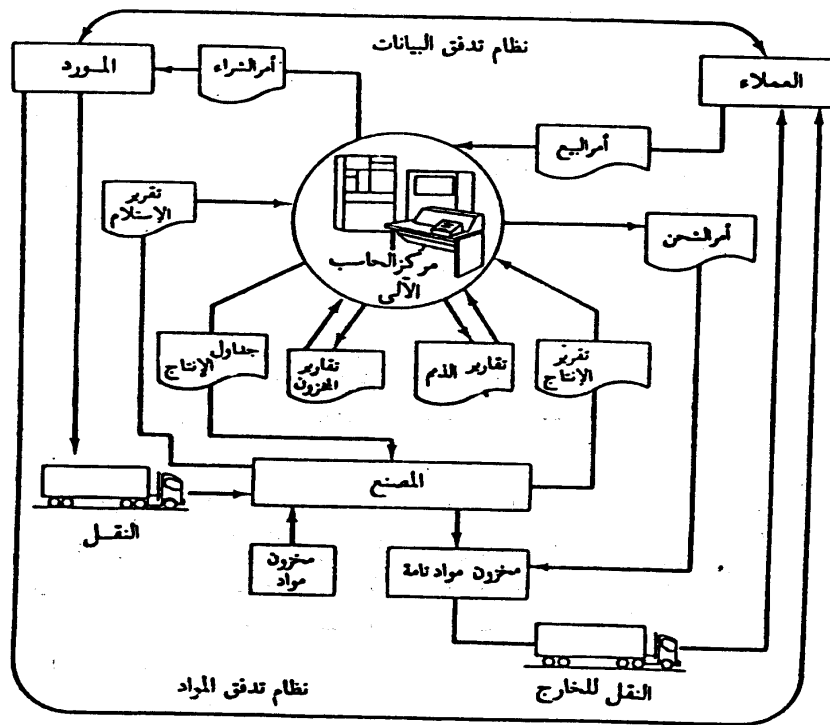 نظام تدفق البيانات
المورد
أمر الشراء
العملاء
أمر البيع
تقرير
الإستلام
أمر الشحن
مركز الحاسب
الآلى
جداول
الإنتاج
تقارير
المخزون
تقارير الذمم
تقرير
الإنتاج
المصنع
النقل
مخزون
مواد
مخزون مواد تامة
النقل للخارج
نظام تدفق المواد